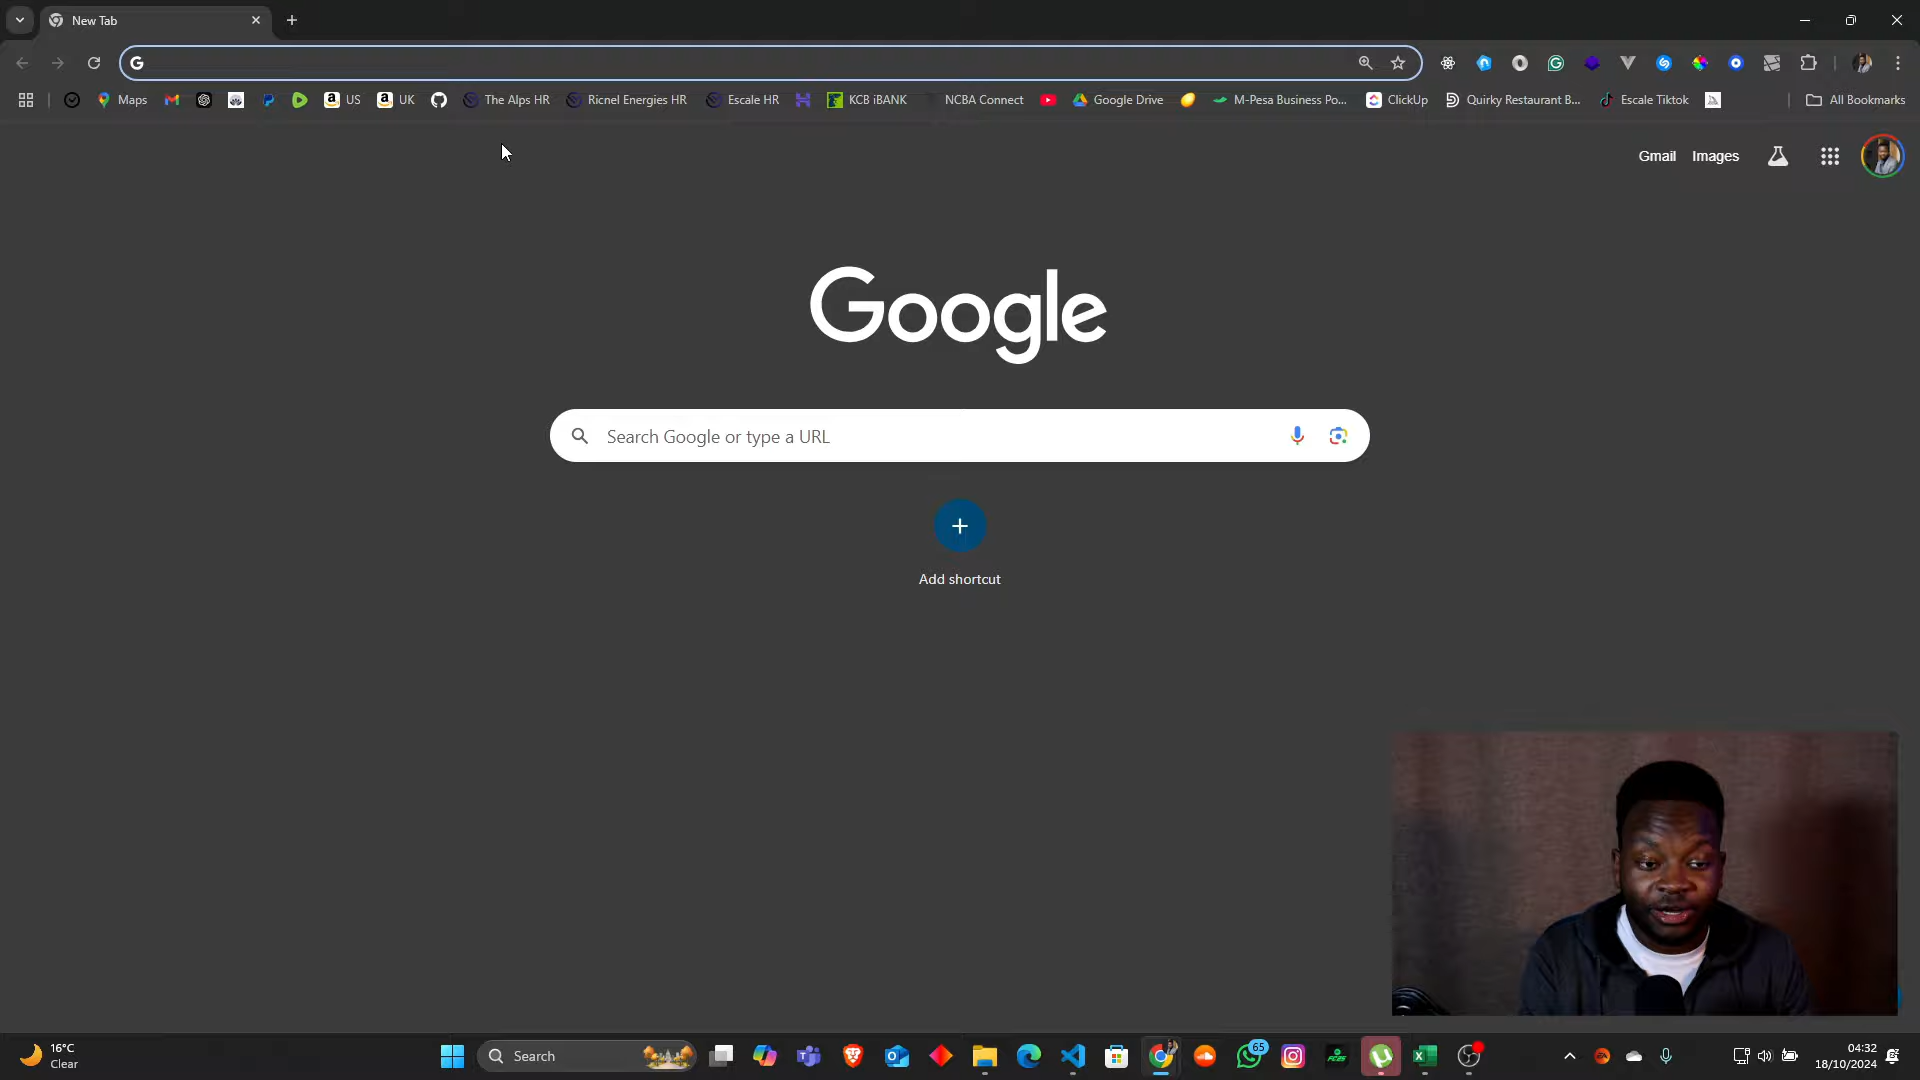 New Tab
Maps
US
UK
The Alps HR
Ricnel Energies HR
Escale HR
KCB iBANK
NCBA Connect
Google Drive
M-Pesa Business Po...
ClickUp
Quirky Restaurant B...
Escale Tiktok
All Bookmarks
Gmail
Images
Google
Search Google or type a URL
Add shortcut
16°C
Clear
Search
65
04:32
18/10/2024